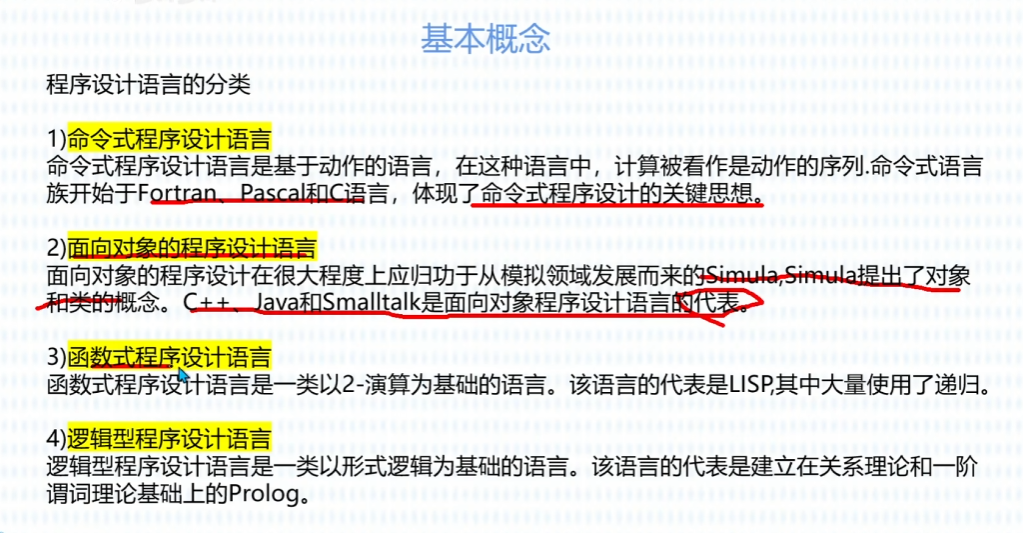 基本概念
程序设计语言的分类
1)命令式程序设计语言
命令式程序设计语言是基于动作的语言，在这种语言中，计算被看作是动作的序列.命令式语言
族开始于Fortran、Pascal和C语言，体现了命令式程序设计的关键思想。
2)面向对象的程序设计语言
面向对象的程序设计在很大程度上应归功于从模拟领域发展而来的Simula,Simula提出了对象
和类的概念。C++、Java和Smalltalk是面向对象程序设计语言的代表。
3)函数式程序设计语言
函数式程序设计语言是一类以2-演算为基础的语言。该语言的代表是LISP,其中大量使用了递归.
4)逻辑型程序设计语言
逻辑型程序设计语言是一类以形式逻辑为基础的语言。该语言的代表是建立在关系理论和一阶
谓词理论基础上的Prolog。